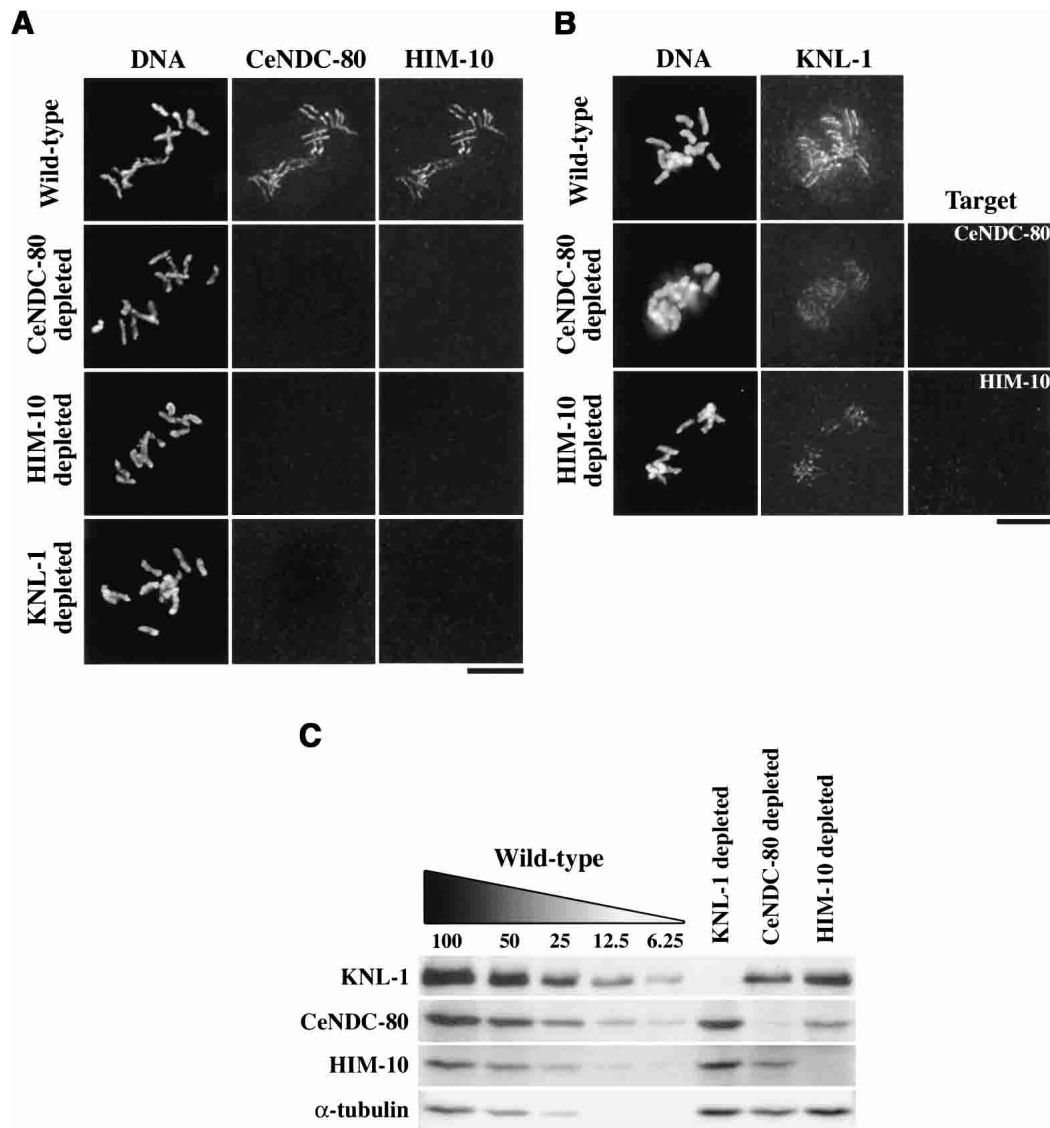 A
DNA CeNDC-80 HIM-10
Wild-type
CeNDC-80
depleted
HIM-10
depleted
KNL-1
depleted
B
DNA KNL-1
Wild-type
Target
CeNDC-80
depleted
CeNDC-80
HIM-10
depleted
HIM-10
C
Wild-type
KNL-1 depleted
CeNDC-80 depleted
HIM-10 depleted
100 50 25 12.5 6.25
KNL-1
CeNDC-80
HIM-10
α-tubulin